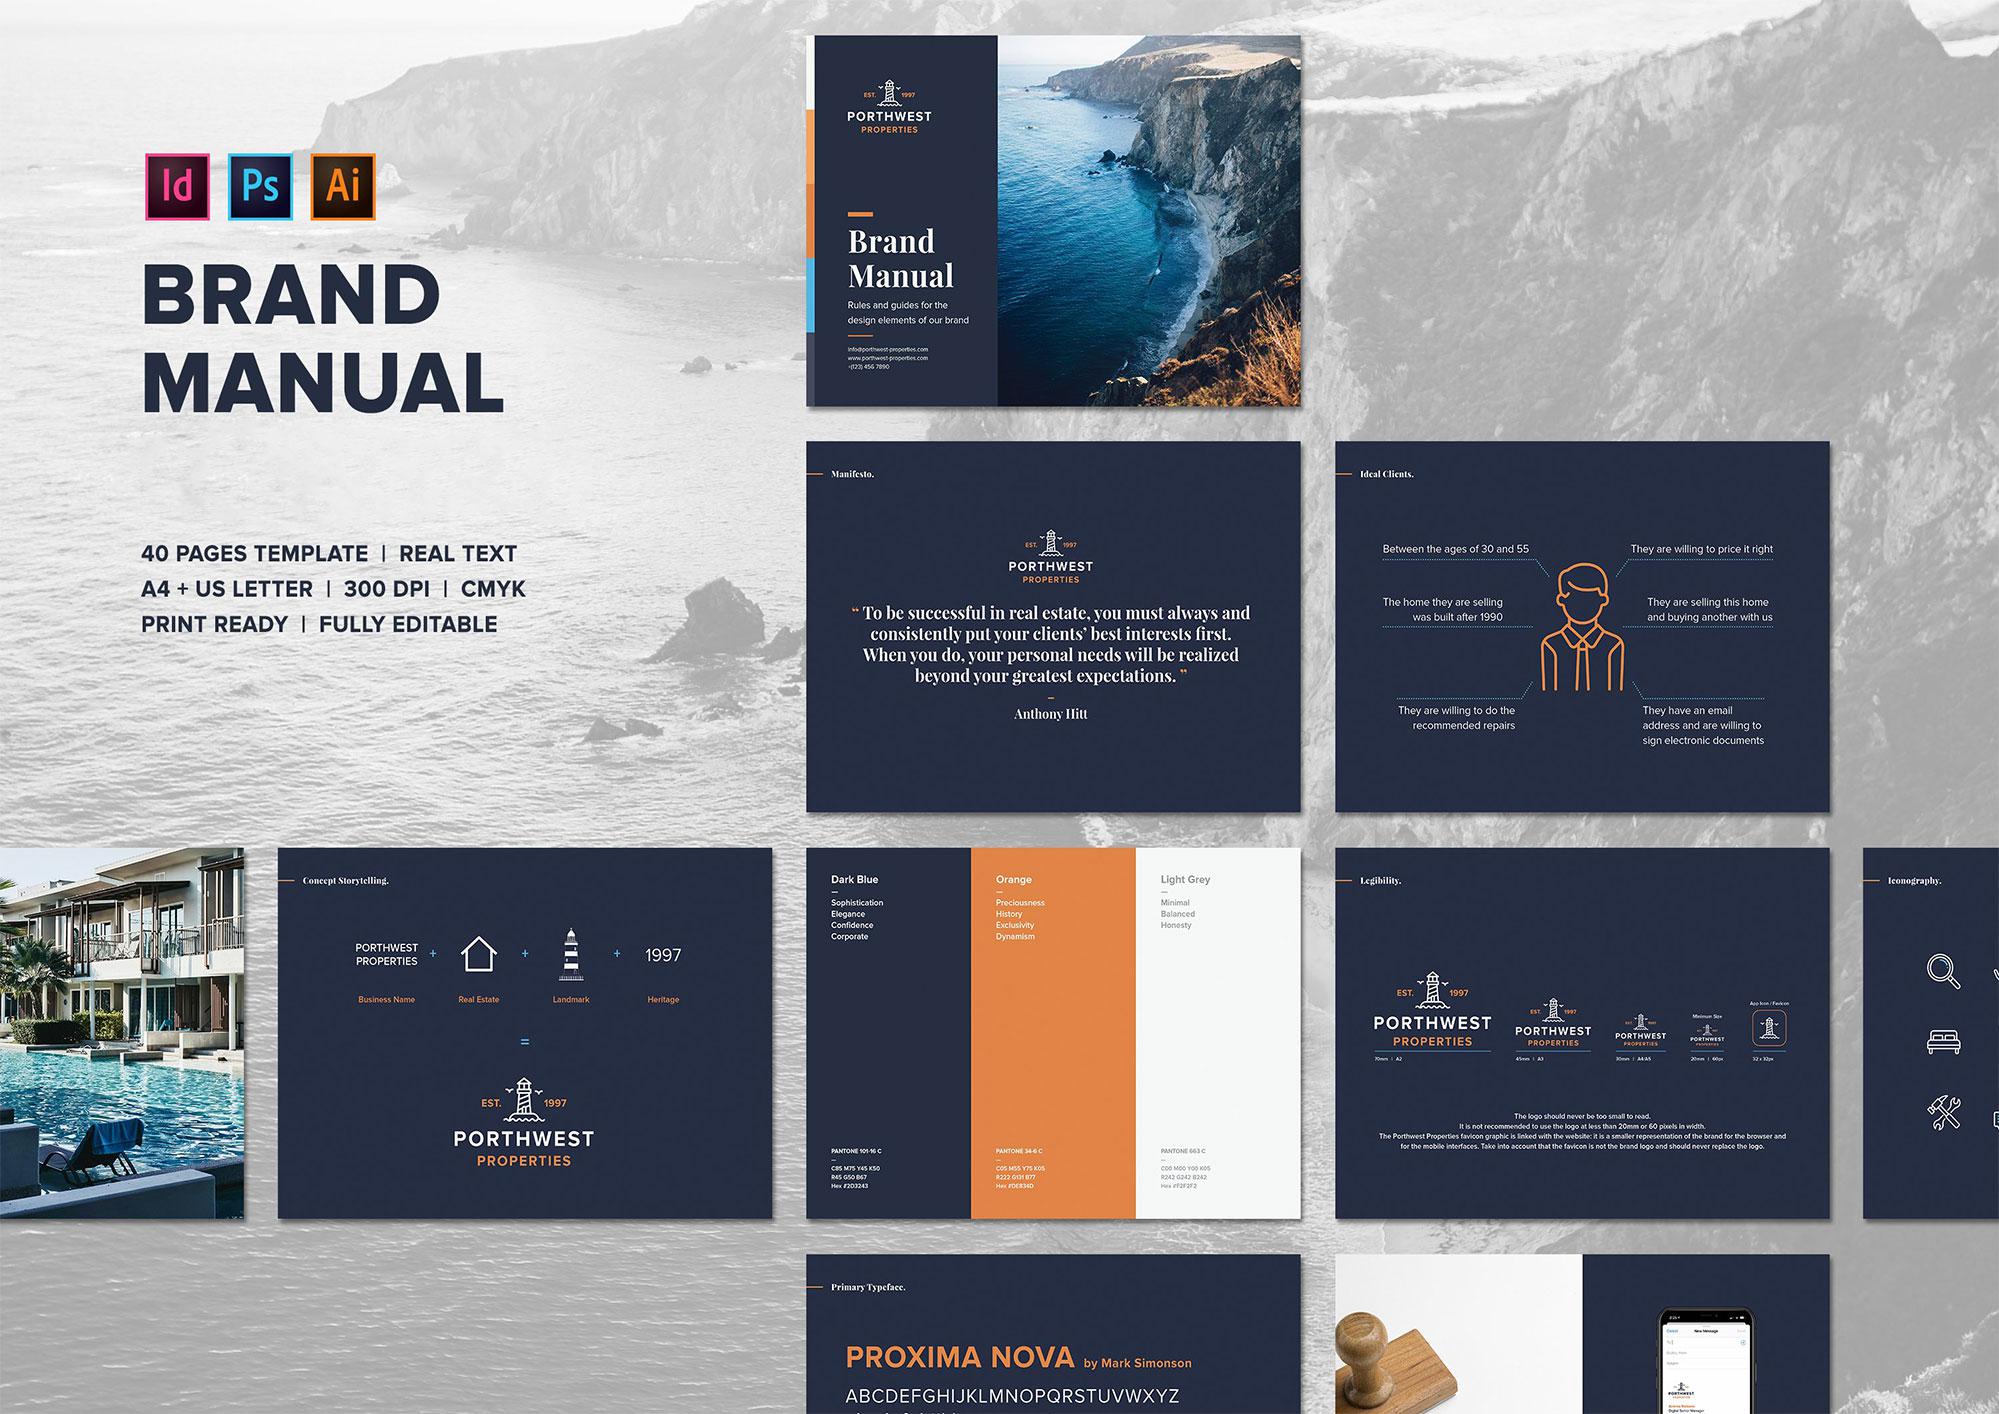 Id Ps Ai
BRAND
MANUAL
40 PAGES TEMPLATE | REAL TEXT
A4 + US LETTER | 300 DPI | CMYK
PRINT READY | FULLY EDITABLE
EST. 1997
PORTHWEST
PROPERTIES
Brand
Manual
Rules and guides for the
design elements of our brand
info@porthwest-properties.com
www.porthwest-properties.com
+(123) 456 7890
Manifesto.
EST. 1997
PORTHWEST
PROPERTIES
“ To be successful in real estate, you must always and
consistently put your clients’ best interests first.
When you do, your personal needs will be realized
beyond your greatest expectations. ”
Anthony Hitt
Ideal Clients.
Between the ages of 30 and 55
They are willing to price it right
The home they are selling
was built after 1990
They are selling this home
and buying another with us
They are willing to do the
recommended repairs
They have an email
address and are willing to
sign electronic documents
Concept Storytelling.
PORTHWEST
PROPERTIES
+ + + 1997
Business Name
Real Estate
Landmark
Heritage
=
EST. 1997
PORTHWEST
PROPERTIES
Dark Blue
Sophistication
Elegance
Confidence
Corporate
PANTONE 101-16 C
C85 M75 Y45 K50
R45 G50 B67
Hex #2D3243
Orange
Preciousness
History
Exclusivity
Dynamism
PANTONE 34-6 C
C05 M55 Y75 K05
R222 G131 B77
Hex #DE834D
Light Grey
Minimal
Balanced
Honesty
PANTONE 663 C
C00 M00 Y00 K05
R242 G242 B242
Hex #F2F2F2
Legibility.
EST. 1997
PORTHWEST
PROPERTIES
70mm | A2
EST. 1997
PORTHWEST
PROPERTIES
45mm | A3
EST. 1997
PORTHWEST
PROPERTIES
30mm | A4/A5
Minimum Size
PORTHWEST
PROPERTIES
20mm | 60px
App Icon / Favicon
32 x 32px
The logo should never be too small to read.
It is not recommended to use the logo at less than 20mm or 60 pixels in width.
The Porthwest Properties favicon graphic is linked with the website: it is a smaller representation of the brand for the browser and
for the mobile interfaces. Take into account that the favicon is not the brand logo and should never replace the logo.
Iconography.
Primary Typeface.
PROXIMA NOVA by Mark Simonson
ABCDEFGHIJKLMNOPQRSTUVWXYZ
Cancel New Message
PORTHWEST
PROPERTIES